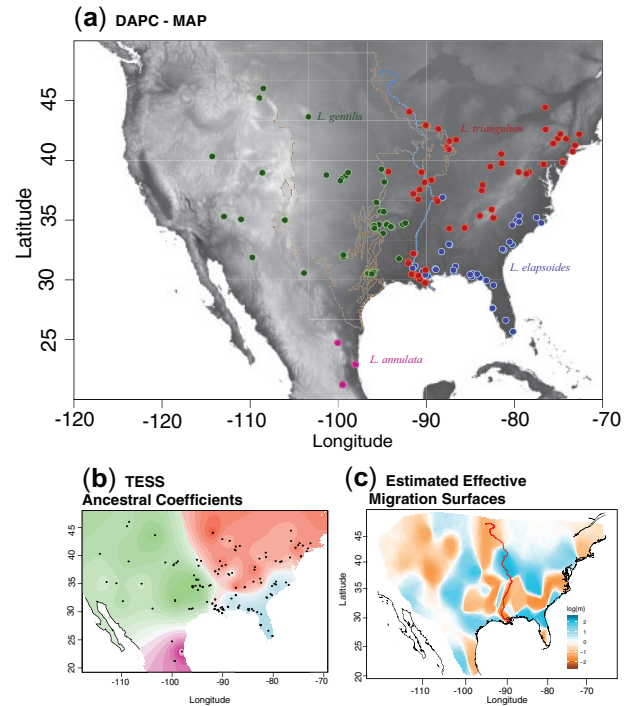 (a) DAPC - MAP
Latitude
45
40
35
30
25
L. gentilis
L. triangulum
L. elapsoides
L. annulata
-120 -110 -100 -90 -80 -70
Longitude
(b) TESS
Ancestral Coefficients
Latitude
45
40
35
30
25
20
-110 -100 -90 -80 -70
Longitude
(c) Estimated Effective
Migration Surfaces
Latitude
45
40
35
30
25
20
log(m)
2
1
0
-1
-2
-110 -100 -90 -80 -70
Longitude